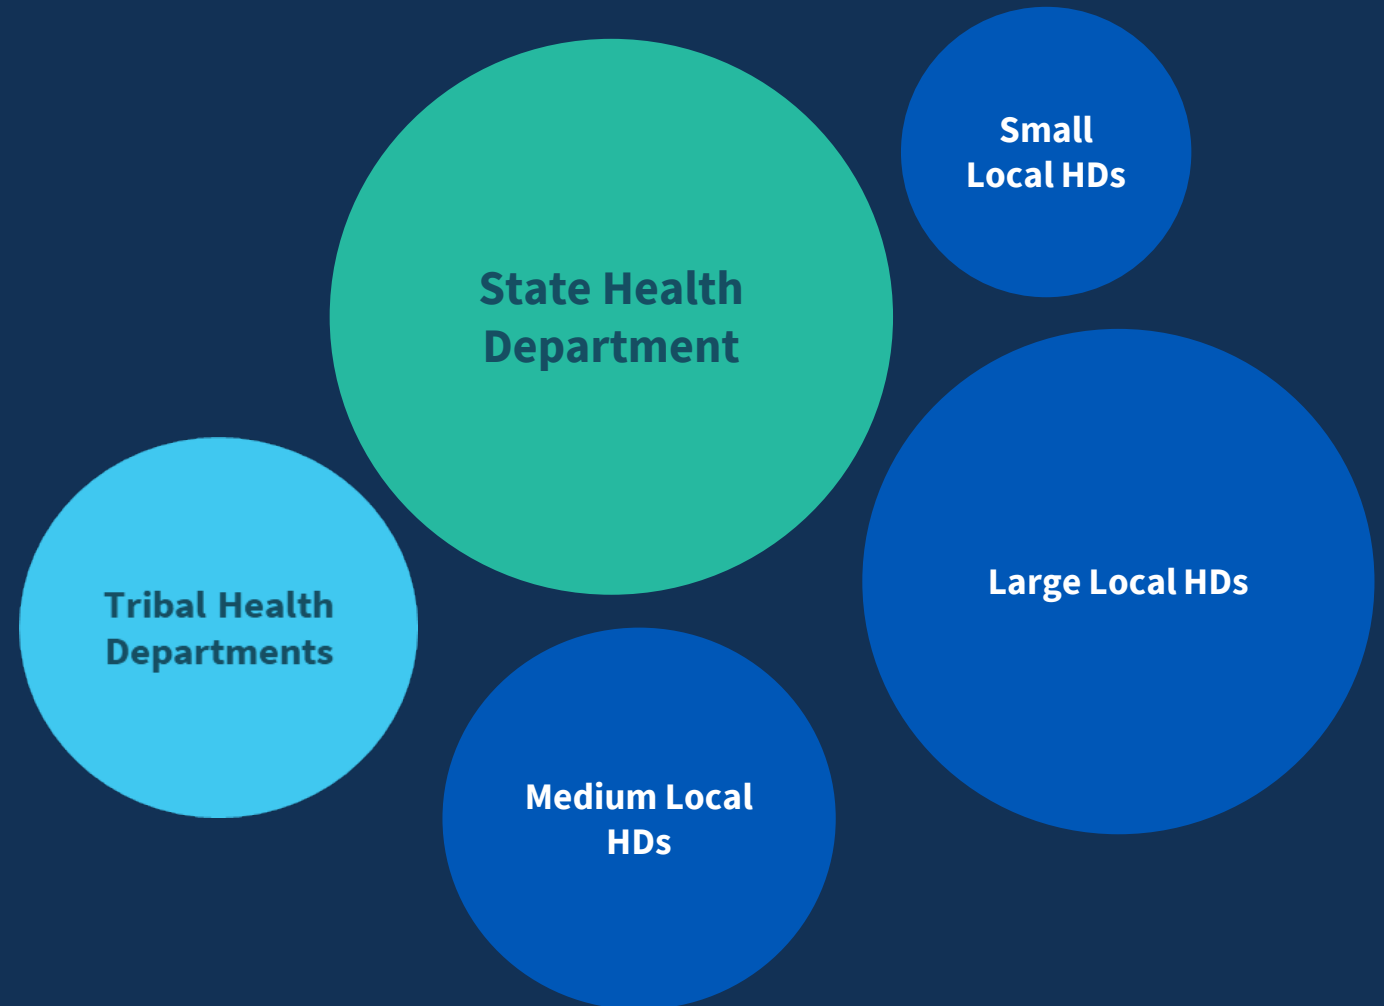 Small
Local HDs
State Health
Department
Large Local HDs
Tribal Health
Departments
Medium Local
HDs